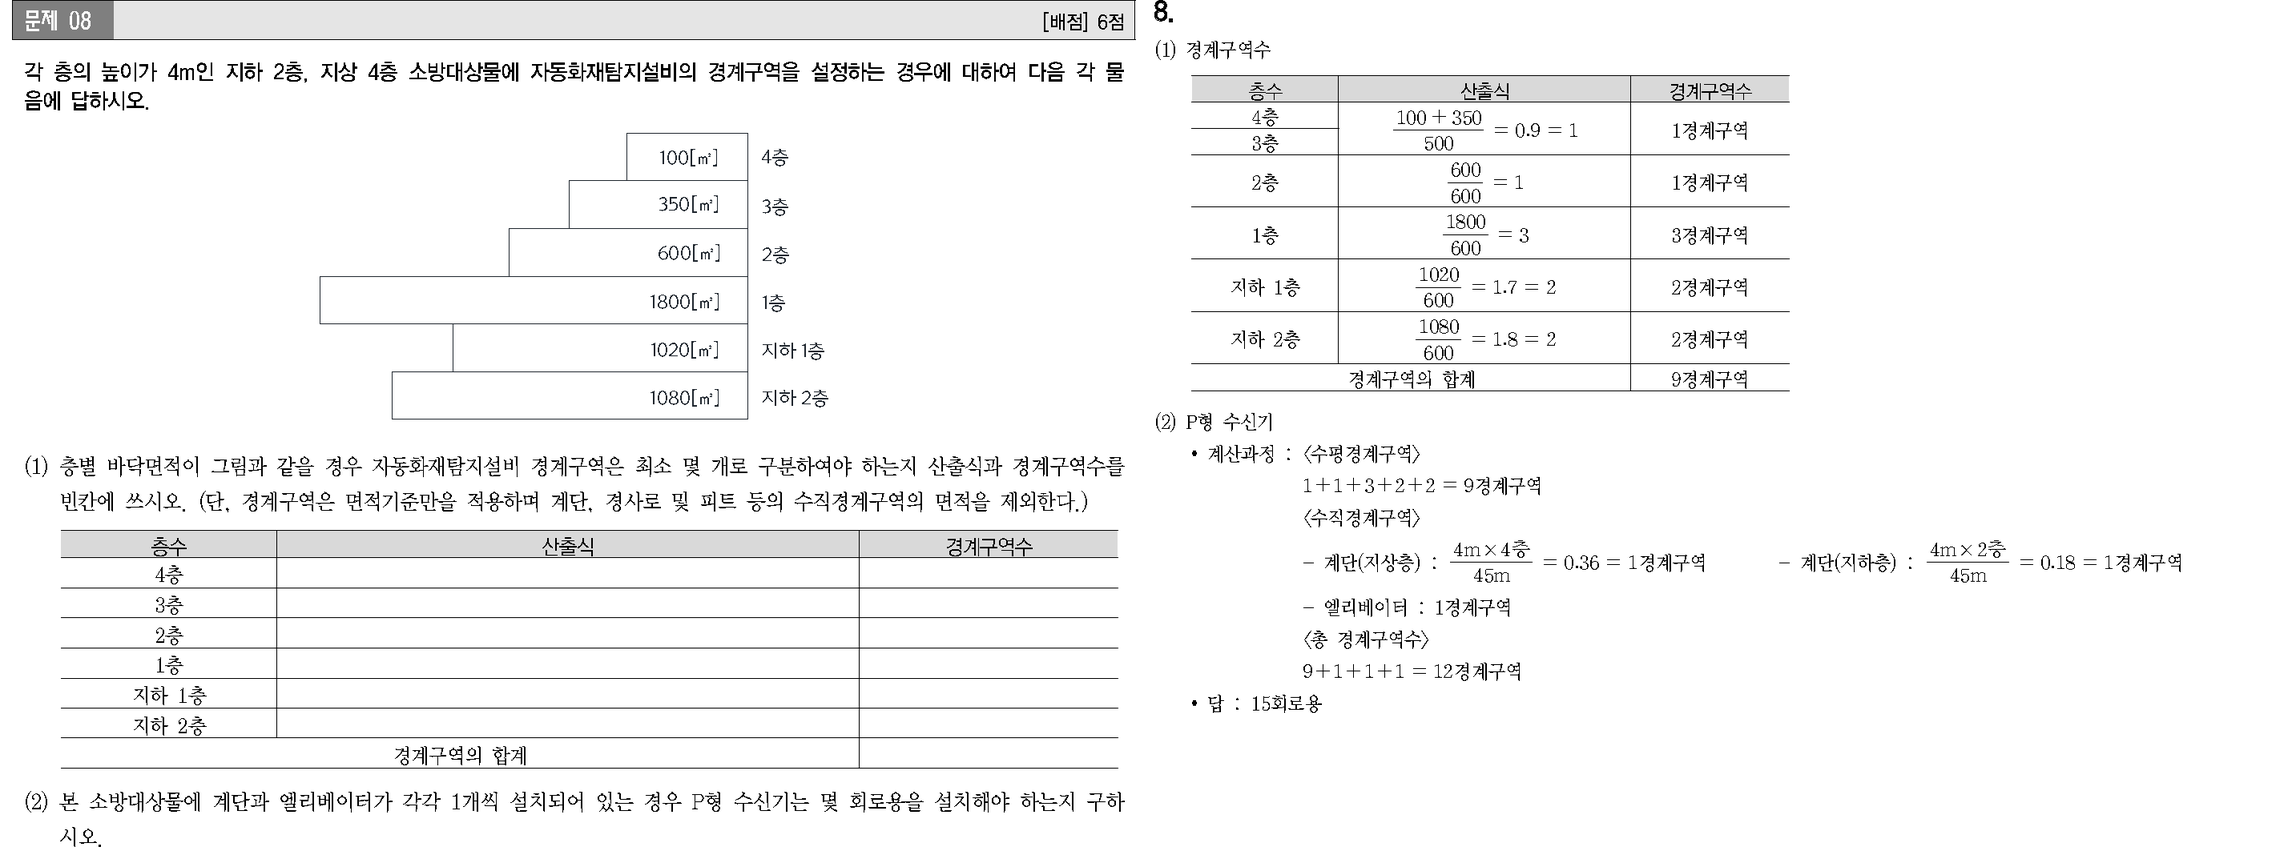 문제 08
[배점] 6점
각 층의 높이가 4m인 지하 2층, 지상 4층 소방대상물에 자동화재탐지설비의 경계구역을 설정하는 경우에 대하여 다음 각 물
음에 답하시오.
100[㎡] 4층
350[㎡] 3층
600[㎡] 2층
1800[㎡] 1층
1020[㎡] 지하 1층
1080[㎡] 지하 2층
(1) 층별 바닥면적이 그림과 같을 경우 자동화재탐지설비 경계구역은 최소 몇 개로 구분하여야 하는지 산출식과 경계구역수를
빈칸에 쓰시오. (단, 경계구역은 면적기준만을 적용하며 계단, 경사로 및 피트 등의 수직경계구역의 면적을 제외한다.)
층수 산출식 경계구역수
4층
3층
2층
1층
지하 1층
지하 2층
경계구역의 합계
(2) 본 소방대상물에 계단과 엘리베이터가 각각 1개씩 설치되어 있는 경우 P형 수신기는 몇 회로용을 설치해야 하는지 구하
시오.
8.
(1) 경계구역수
층수 산출식 경계구역수
4층
3층
(100 + 350)/500 = 0.9 = 1 1경계구역
2층 600/600 = 1 1경계구역
1층 1800/600 = 3 3경계구역
지하 1층 1020/600 = 1.7 = 2 2경계구역
지하 2층 1080/600 = 1.8 = 2 2경계구역
경계구역의 합계 9경계구역
(2) P형 수신기
• 계산과정 : 〈수평경계구역〉
1+1+3+2+2 = 9경계구역
〈수직경계구역〉
- 계단(지상층) : (4m×4층)/45m = 0.36 = 1경계구역 - 계단(지하층) : (4m×2층)/45m = 0.18 = 1경계구역
- 엘리베이터 : 1경계구역
〈총 경계구역수〉
9+1+1+1 = 12경계구역
• 답 : 15회로용